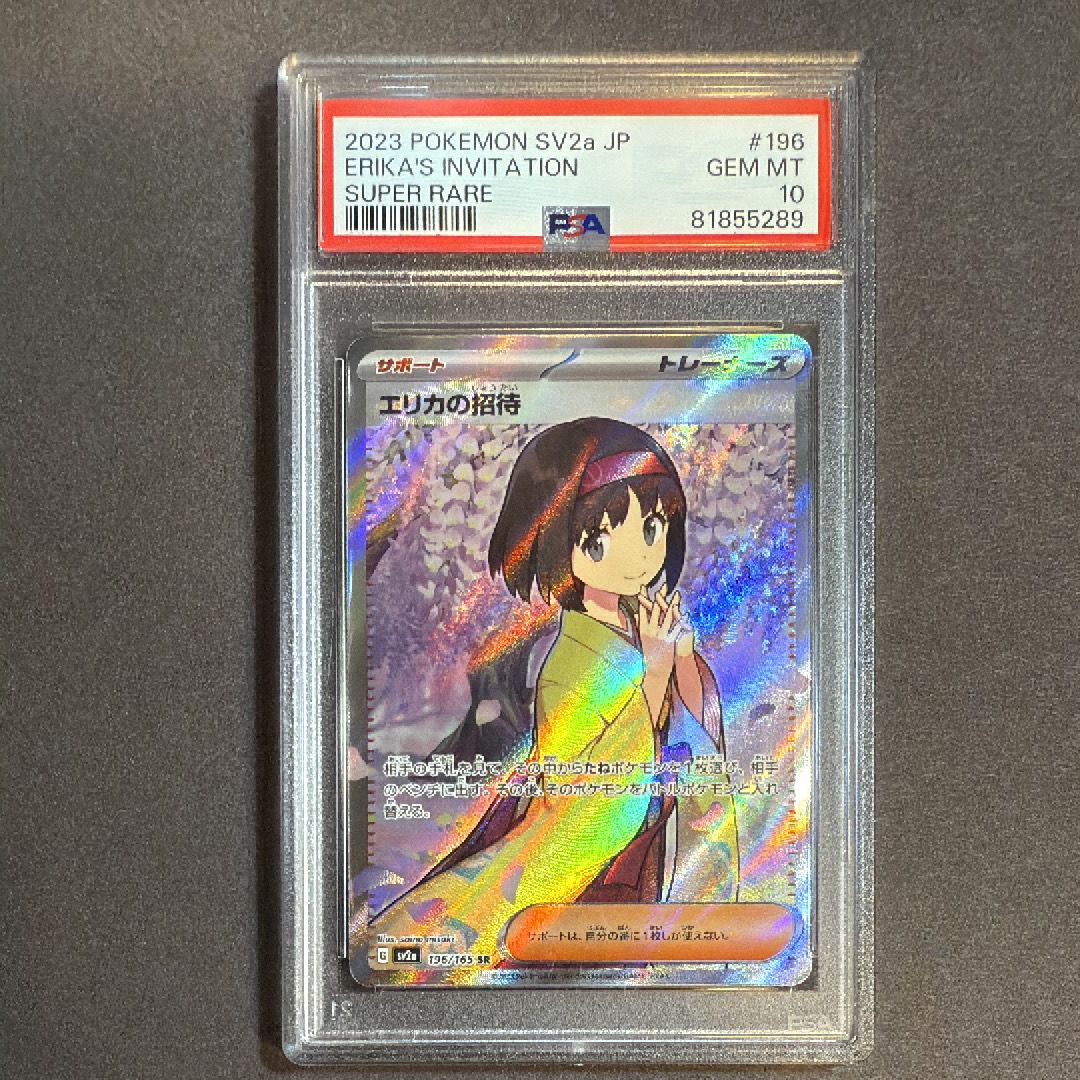 2023 POKEMON SV2a JP #196
ERIKA'S INVITATION GEM MT
SUPER RARE 10
PSA 81855289
サポート トレーナーズ
エリカの招待
相手の手札を見て、その中からたねポケモンを1枚選び、相手
のベンチに出す。その後、そのポケモンをバトルポケモンと入れ
替える。
サポートは、自分の番に1枚しか使えない。
Illus. saino misaki
G sv2a 196/165 SR